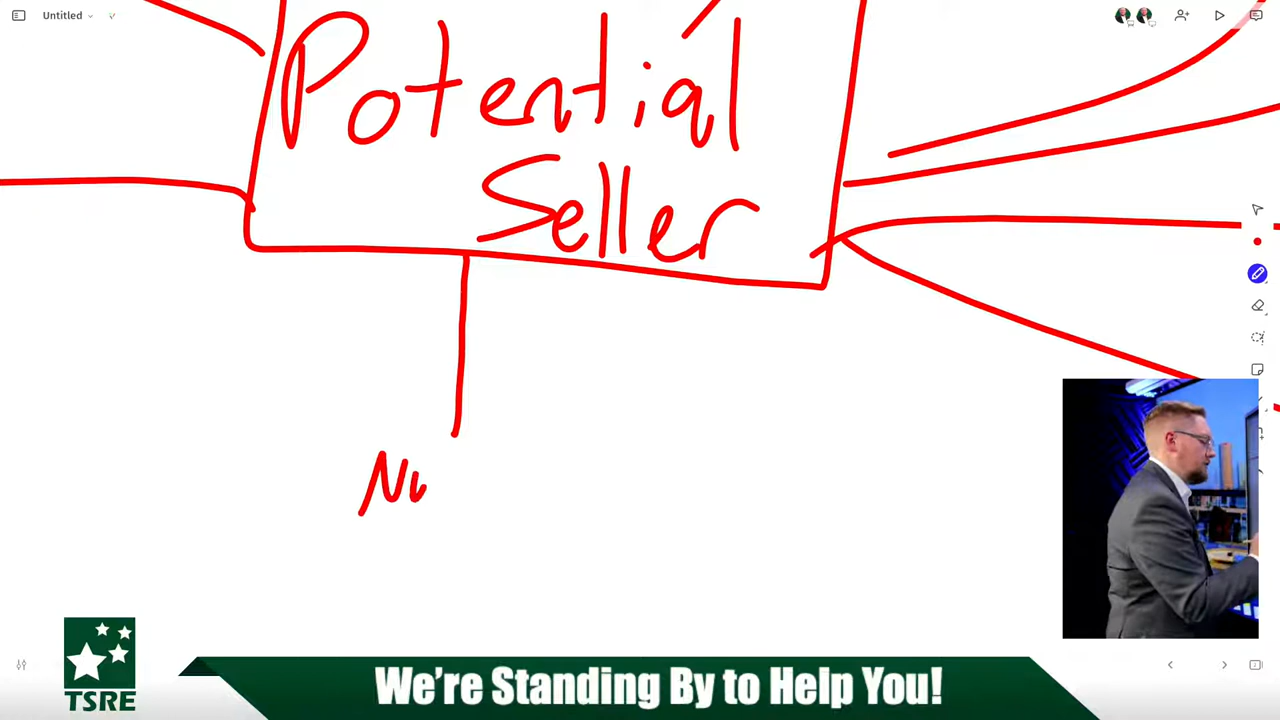 Untitled
Potential
Seller
TSRE
We're Standing By to Help You!